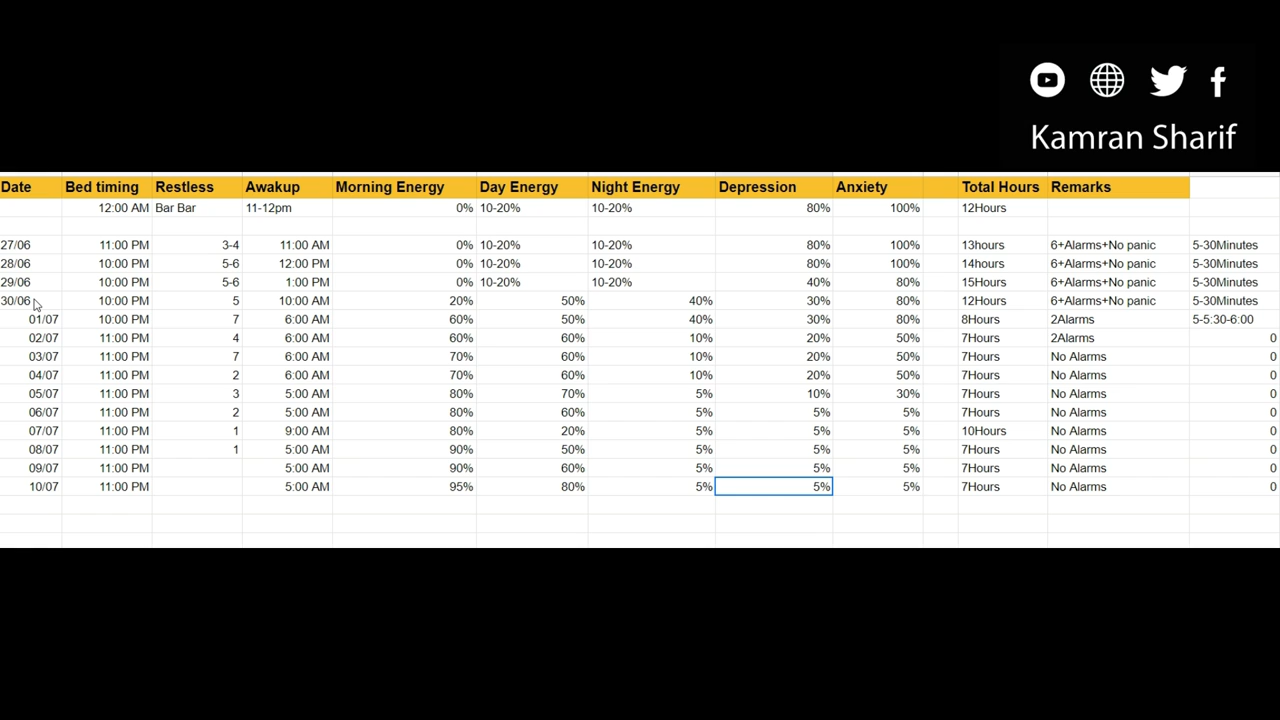 Kamran Sharif
Date Bed timing Restless Awakup Morning Energy Day Energy Night Energy Depression Anxiety Total Hours Remarks
12:00 AM Bar Bar 11-12pm 0% 10-20% 10-20% 80% 100% 12Hours
27/06 11:00 PM 3-4 11:00 AM 0% 10-20% 10-20% 80% 100% 13hours 6+Alarms+No panic 5-30Minutes
28/06 10:00 PM 5-6 12:00 PM 0% 10-20% 10-20% 80% 100% 14hours 6+Alarms+No panic 5-30Minutes
29/06 10:00 PM 5-6 1:00 PM 0% 10-20% 10-20% 40% 80% 15Hours 6+Alarms+No panic 5-30Minutes
30/06 10:00 PM 5 10:00 AM 20% 50% 40% 30% 80% 12Hours 6+Alarms+No panic 5-30Minutes
01/07 10:00 PM 7 6:00 AM 60% 50% 40% 30% 80% 8Hours 2Alarms 5-5:30-6:00
02/07 11:00 PM 4 6:00 AM 60% 60% 10% 20% 50% 7Hours 2Alarms 0
03/07 11:00 PM 7 6:00 AM 70% 60% 10% 20% 50% 7Hours No Alarms 0
04/07 11:00 PM 2 6:00 AM 70% 60% 10% 20% 50% 7Hours No Alarms 0
05/07 11:00 PM 3 5:00 AM 80% 70% 5% 10% 30% 7Hours No Alarms 0
06/07 11:00 PM 2 5:00 AM 80% 60% 5% 5% 5% 7Hours No Alarms 0
07/07 11:00 PM 1 9:00 AM 80% 20% 5% 5% 5% 10Hours No Alarms 0
08/07 11:00 PM 1 5:00 AM 90% 50% 5% 5% 5% 7Hours No Alarms 0
09/07 11:00 PM 5:00 AM 90% 60% 5% 5% 5% 7Hours No Alarms 0
10/07 11:00 PM 5:00 AM 95% 80% 5% 5% 5% 7Hours No Alarms 0